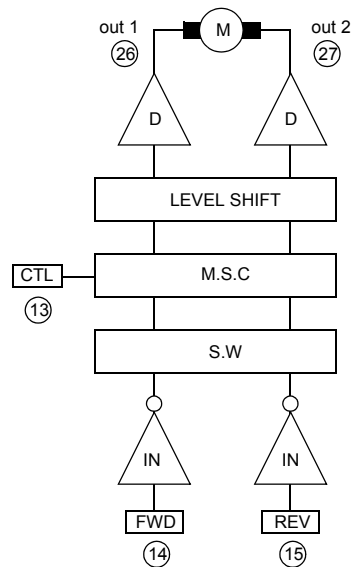 out 1 M out 2
26 27
D D
LEVEL SHIFT
CTL M.S.C
13
S.W
IN IN
FWD REV
14 15